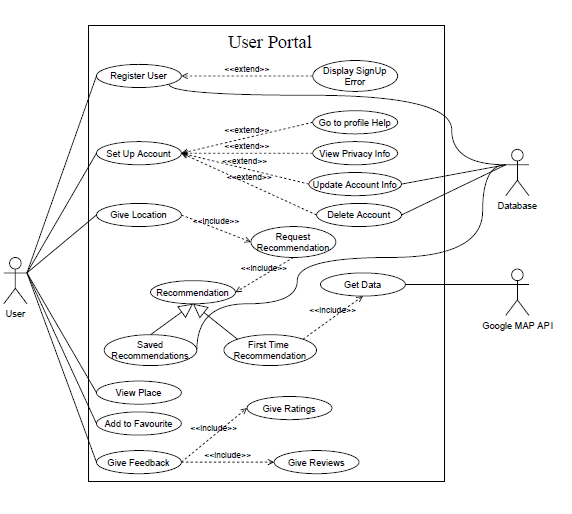 User Portal
Register User
<<extend>>
Display SignUp
Error
Go to profile Help
<<extend>>
Set Up Account
<<extend>>
View Privacy Info
<<extend>>
Update Account Info
<<extend>>
Delete Account
Database
Give Location
<<include>>
Request
Recommendation
<<include>>
Recommendation
Get Data
<<include>>
User
Google MAP API
Saved
Recommendations
First Time
Recommendation
View Place
Add to Favourite
Give Ratings
<<include>>
Give Feedback
<<include>>
Give Reviews